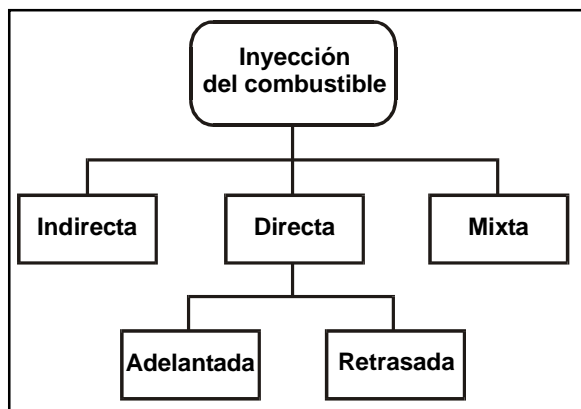 Inyección
del combustible
Indirecta
Directa
Mixta
Adelantada
Retrasada